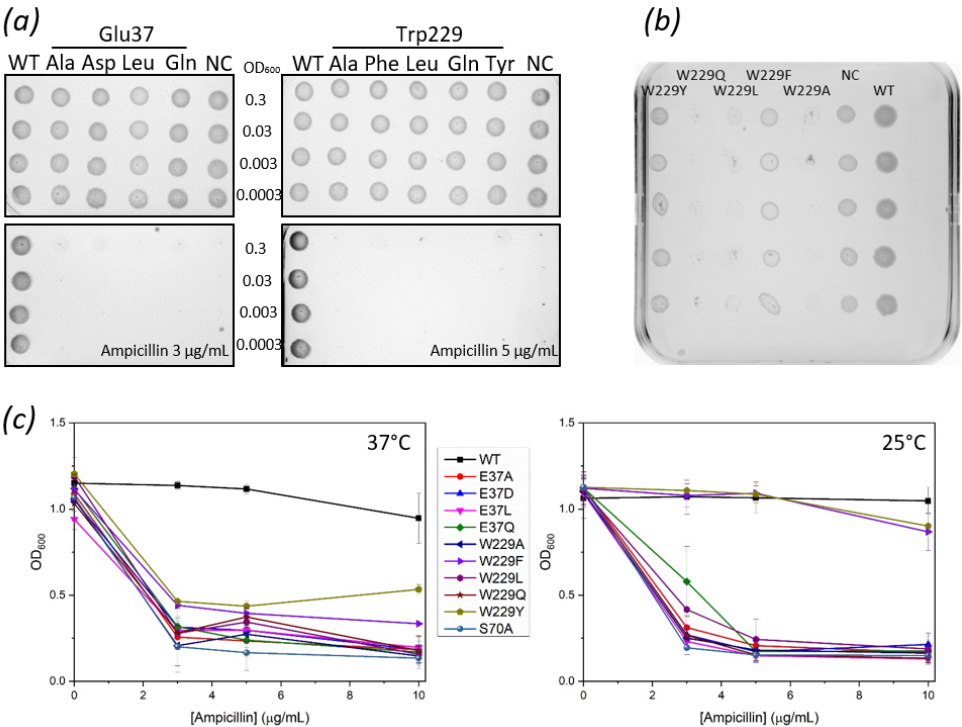 (a)
Glu37
WT Ala Asp Leu Gln NC
OD600
0.3
0.03
0.003
0.0003
0.3
0.03
0.003
0.0003
Ampicillin 3 µg/mL
Trp229
WT Ala Phe Leu Gln Tyr NC
Ampicillin 5 µg/mL
(b)
W229Q W229F NC
W229Y W229L W229A WT
(c)
37°C
1.5
1.0
0.5
0.0
OD600
0 2 4 6 8 10
[Ampicillin] (µg/mL)
WT
E37A
E37D
E37L
E37Q
W229A
W229F
W229L
W229Q
W229Y
S70A
25°C
1.5
1.0
0.5
0.0
OD600
0 2 4 6 8 10
[Ampicillin] (µg/mL)